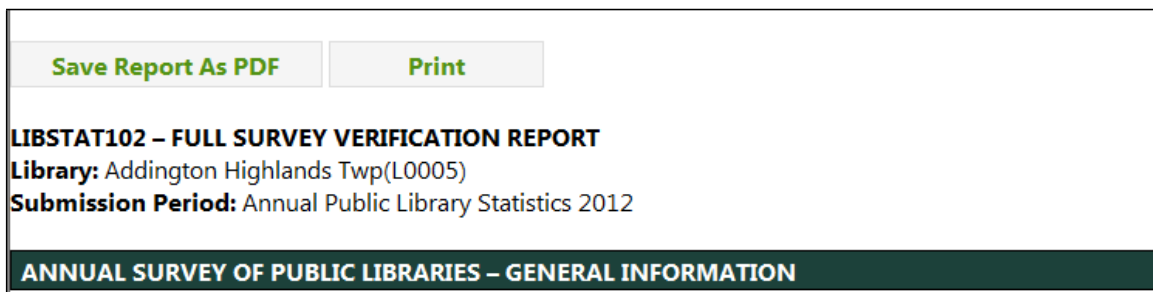 Save Report As PDF Print
LIBSTAT102 – FULL SURVEY VERIFICATION REPORT
Library: Addington Highlands Twp(L0005)
Submission Period: Annual Public Library Statistics 2012
ANNUAL SURVEY OF PUBLIC LIBRARIES – GENERAL INFORMATION